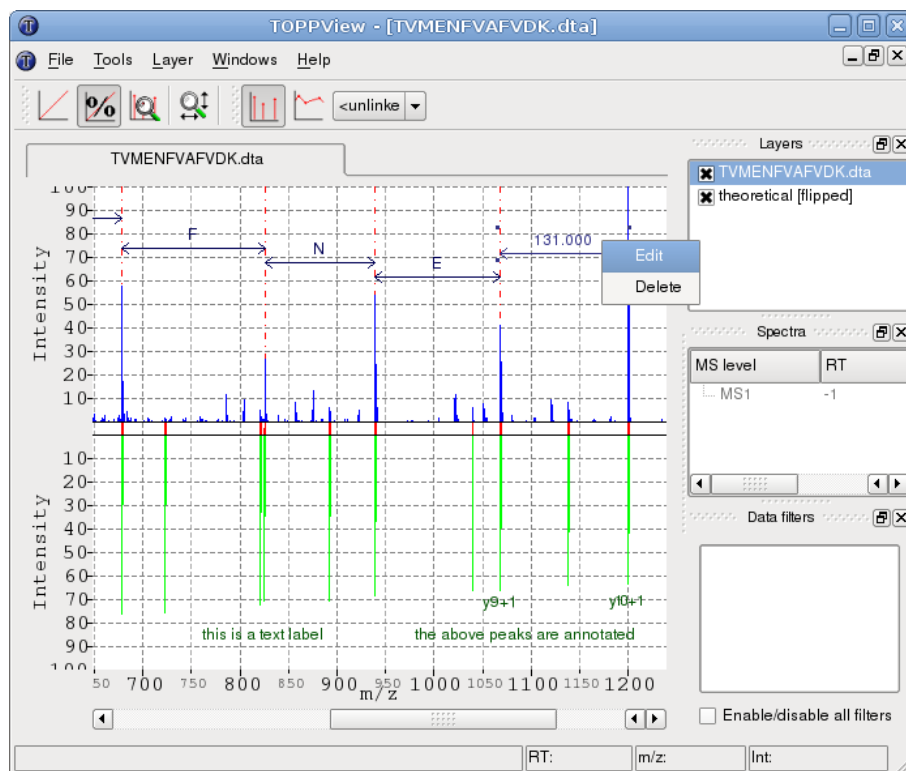 TOPPView - [TVMENFVAFVDK.dta]
File Tools Layer Windows Help
<unlinke
TVMENFVAFVDK.dta
Layers
TVMENFVAFVDK.dta
theoretical [flipped]
100
90
80
70
60
50
40
30
20
10
Intensity
F
N
E
131.000
Edit
Delete
Spectra
MS level RT
MS1 -1
10
20
30
40
50
60
70
80
90
100
Intensity
y9+1
y10+1
this is a text label
the above peaks are annotated
50 700 750 800 850 900 950 1000 1050 1100 1150 1200
m/z
Data filters
Enable/disable all filters
RT: m/z: Int: